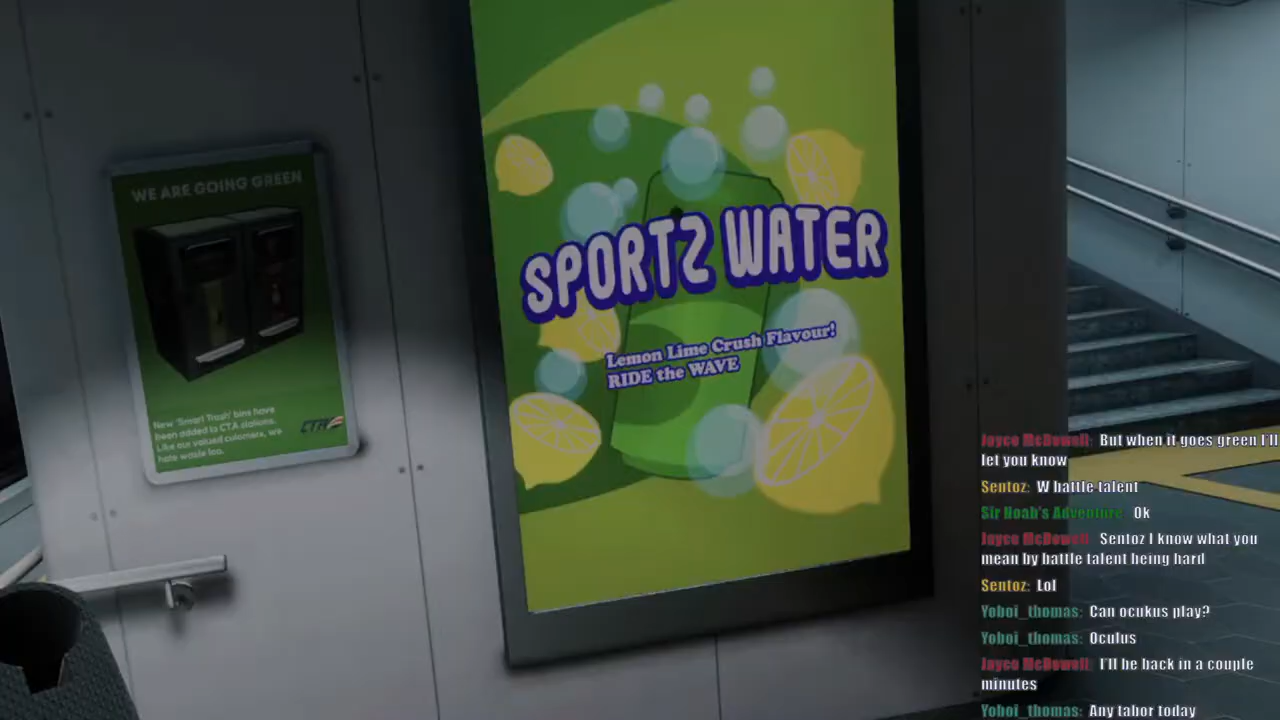 WE ARE GOING GREEN
New 'Smart Trash' bins have
been added to CTA stations.
Like our valued culomers, we
hate waste too.
CTA
SPORTZ WATER
Lemon Lime Crush Flavour!
RIDE the WAVE
Jayce McDowell: But when it goes green I'll
let you know
Sentoz: W battle talent
Sir Noah's Adventure: Ok
Jayce McDowell: Sentoz I know what you
mean by battle talent being hard
Sentoz: Lol
Yoboi_thomas: Can ocukus play?
Yoboi_thomas: Oculus
Jayce McDowell: I'll be back in a couple
minutes
Yoboi_thomas: Any tabor today